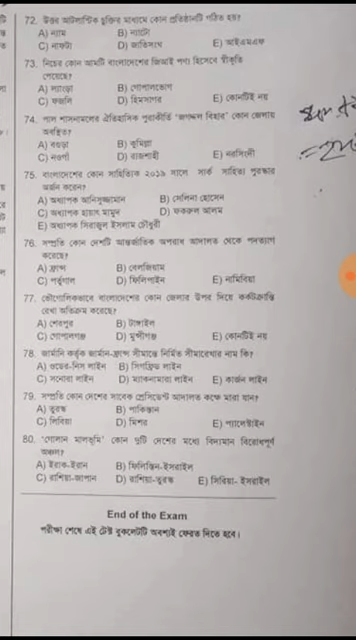 72. উত্তর আটলান্টিক চুক্তির মাধ্যমে কোন প্রতিষ্ঠানটি গঠিত হয়?
A) ন্যাম B) ন্যাটো
C) নাফটা D) জাতিসংঘ E) আইএমএফ
73. নিচের কোন আমটি বাংলাদেশের জিআই পণ্য হিসেবে স্বীকৃতি
পেয়েছে?
A) ল্যাংড়া B) গোপালভোগ
C) ফজলি D) হিমসাগর E) কোনটিই নয়
74. পাল শাসনামলের ঐতিহাসিক পুরাকীর্তি “জগদ্দল বিহার” কোন জেলায়
অবস্থিত?
A) বগুড়া B) কুমিল্লা
C) নওগাঁ D) রাজশাহী E) নরসিংদী
75. বাংলাদেশের কোন সাহিত্যিক ২০১৯ সালে সার্ক সাহিত্য পুরস্কার
অর্জন করেন?
A) অধ্যাপক আনিসুজ্জামান B) সেলিনা হোসেন
C) অধ্যাপক হায়াৎ মামুদ D) ফকরুল আলম
E) অধ্যাপক সিরাজুল ইসলাম চৌধুরী
76. সম্প্রতি কোন দেশটি আন্তর্জাতিক অপরাধ আদালত থেকে পদত্যাগ
করেছে?
A) ফ্রান্স B) বেলজিয়াম
C) পর্তুগাল D) ফিলিপাইন E) নামিবিয়া
77. ভৌগোলিকভাবে বাংলাদেশের কোন জেলার উপর দিয়ে কর্কটক্রান্তি
রেখা অতিক্রম করেছে?
A) শেরপুর B) টাঙ্গাইল
C) গোপালগঞ্জ D) মুন্সীগঞ্জ E) কোনটিই নয়
78. জার্মানি কর্তৃক জার্মান-ফ্রান্স সীমান্তে নির্মিত সীমারেখার নাম কি?
A) ওডের-নিস লাইন B) সিগফ্রিড লাইন
C) সনোরা লাইন D) ম্যাকনামারা লাইন E) কার্জন লাইন
79. সম্প্রতি কোন দেশের সাবেক প্রেসিডেন্ট আদালত কক্ষে মারা যান?
A) তুরস্ক B) পাকিস্তান
C) লিবিয়া D) মিশর E) প্যালেস্টাইন
80. ‘গোলান মালভূমি’ কোন দুটি দেশের মধ্যে বিদ্যমান বিরোধপূর্ণ
অঞ্চল?
A) ইরাক-ইরান B) ফিলিস্তিন-ইসরাইল
C) রাশিয়া-জাপান D) রাশিয়া-তুরস্ক E) সিরিয়া- ইসরাইল
End of the Exam
পরীক্ষা শেষে এই টেস্ট বুকলেটটি অবশ্যই ফেরত দিতে হবে।